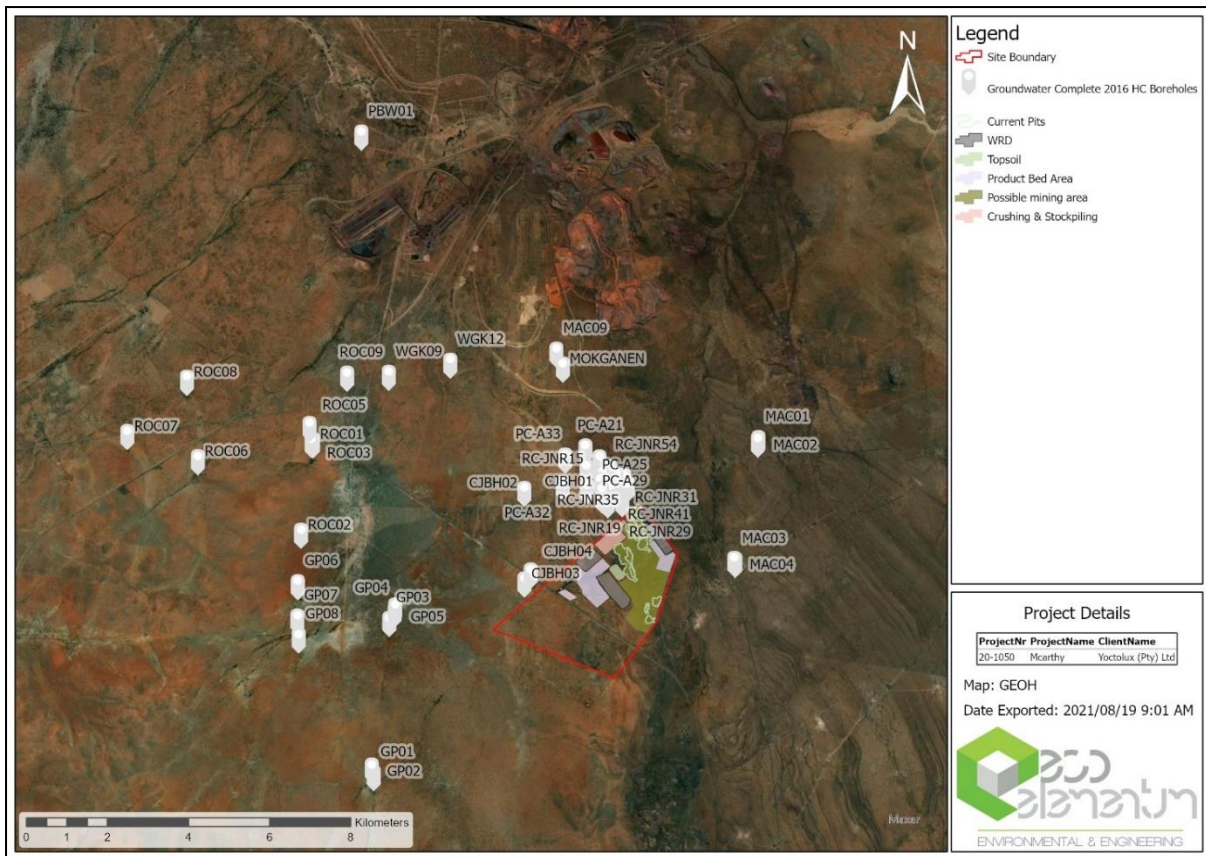 N
PBW01
MAC09
WGK12
MOKGANEN
ROC09
WGK09
ROC08
ROC05
MAC01
ROC07
ROC01
PC-A33
PC-A21
RC-JNR54
MAC02
ROC06
ROC03
RC-JNR15
PC-A25
CJBH02
CJBH01
PC-A29
PC-A32
RC-JNR35
RC-JNR31
RC-JNR41
ROC02
RC-JNR19
RC-JNR29
MAC03
GP06
CJBH04
MAC04
GP07
GP04
GP03
CJBH03
GP08
GP05
GP01
GP02
Kilometers
0 1 2 4 6 8
Maxar
Legend
Site Boundary
Groundwater Complete 2016 HC Boreholes
Current Pits
WRD
Topsoil
Product Bed Area
Possible mining area
Crushing & Stockpiling
Project Details
ProjectNr ProjectName ClientName
20-1050 Mcarthy Yoctolux (Pty) Ltd
Map: GEOH
Date Exported: 2021/08/19 9:01 AM
eco
elementum
ENVIRONMENTAL & ENGINEERING